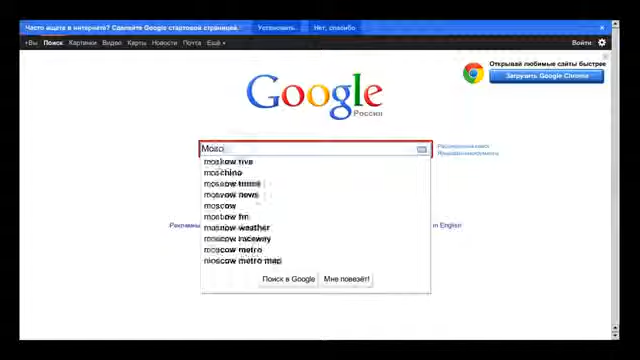 Часто ищете в интернете? Сделайте Google стартовой страницей. Установить Нет, спасибо
+Вы Поиск Картинки Видео Карты Новости Почта Ещё Войти
Открывай любимые сайты быстрее
Загрузить Google Chrome
Google
Россия
moschino
moscow news
moscow
moscow fm
moscow weather
moscow raceway
moscow metro
moscow metro map
Рекламны
in English
Поиск в Google Мне повезёт!